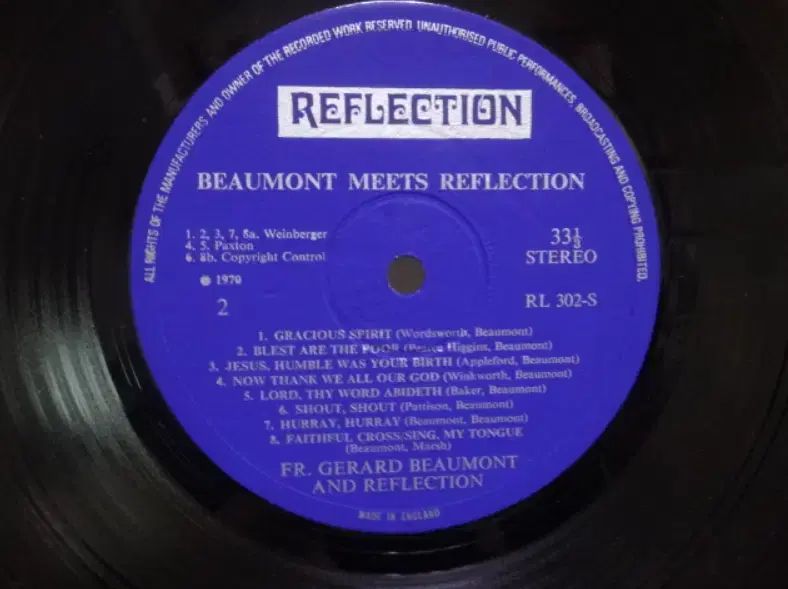 ALL RIGHTS OF THE MANUFACTURERS AND OWNER OF THE RECORDED WORK RESERVED. UNAUTHORISED PUBLIC PERFORMANCES, BROADCASTING AND COPYING PROHIBITED.
REFLECTION
BEAUMONT MEETS REFLECTION
1. 2, 3, 7, 8a. Weinberger
4. 5. Paxton
6. 8b. Copyright Control
℗ 1970
33⅓
STEREO
2
RL 302-S
1. GRACIOUS SPIRIT (Wordsworth, Beaumont)
2. BLEST ARE THE POOR Higgins, Beaumont)
3. JESUS, HUMBLE WAS YOUR BIRTH (Appleford, Beaumont)
4. NOW THANK WE ALL OUR GOD (Winkworth, Beaumont)
5. LORD, THY WORD ABIDETH (Baker, Beaumont)
6. SHOUT, SHOUT (Pattison, Beaumont)
7. HURRAY, HURRAY (Beaumont, Beaumont)
8. FAITHFUL CROSS/SING, MY TONGUE
(Beaumont, Marsh)
FR. GERARD BEAUMONT
AND REFLECTION
MADE IN ENGLAND